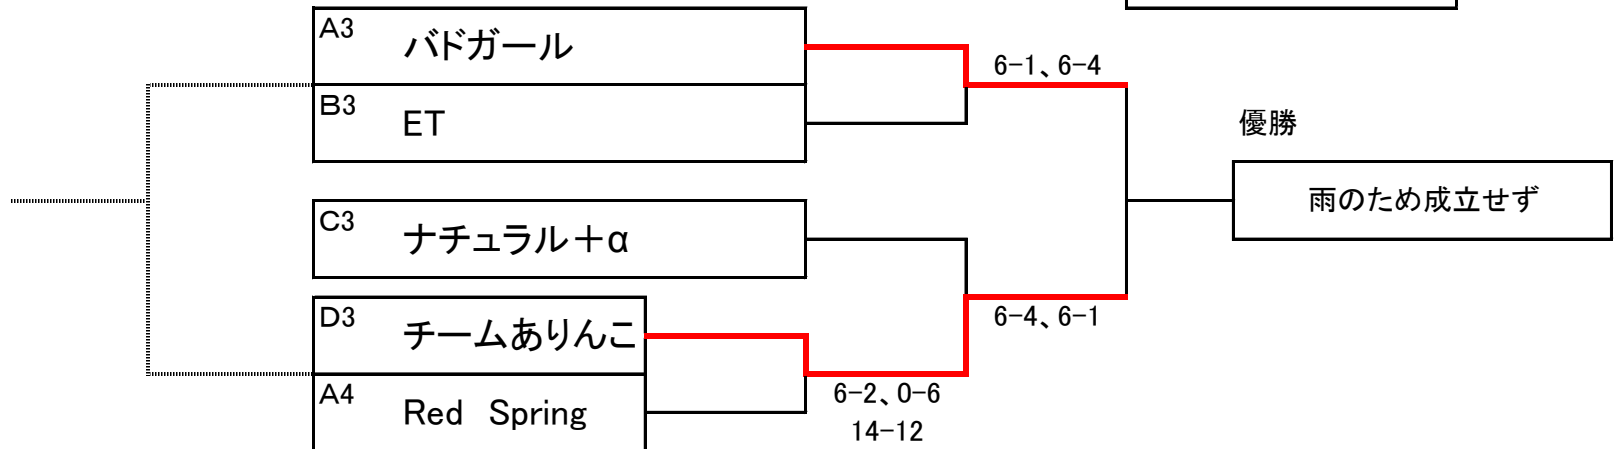 A3 バドガール
6-1、6-4
B3 ET
優勝
雨のため成立せず
C3 ナチュラル+α
D3 チームありんこ
6-4、6-1
A4 Red Spring
6-2、0-6
14-12